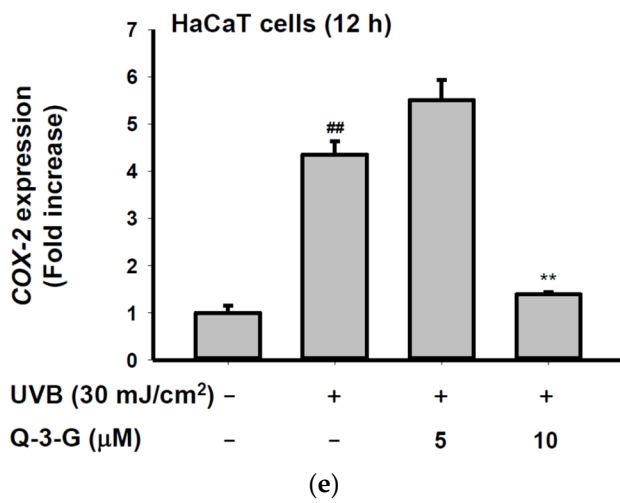 HaCaT cells (12 h)
COX-2 expression
(Fold increase)
7
6
5
4
3
2
1
0
##
**
UVB (30 mJ/cm²) – + + +
Q-3-G (μM) – – 5 10
(e)